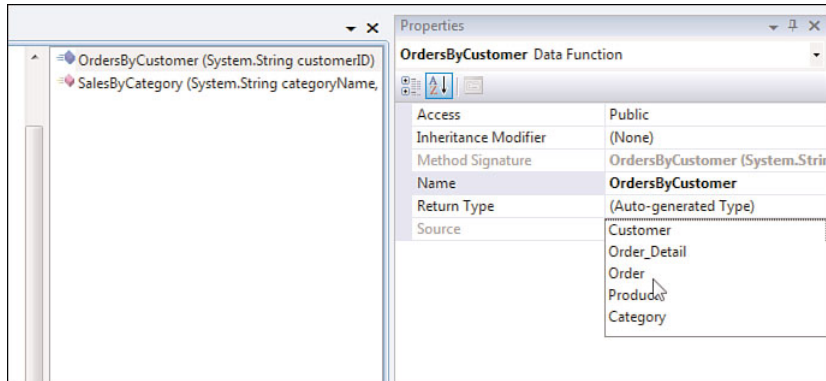 Properties
OrdersByCustomer (System.String customerID)
SalesByCategory (System.String categoryName,
OrdersByCustomer Data Function
Access Public
Inheritance Modifier (None)
Method Signature OrdersByCustomer (System.Strin
Name OrdersByCustomer
Return Type (Auto-generated Type)
Source
Customer
Order_Detail
Order
Product
Category